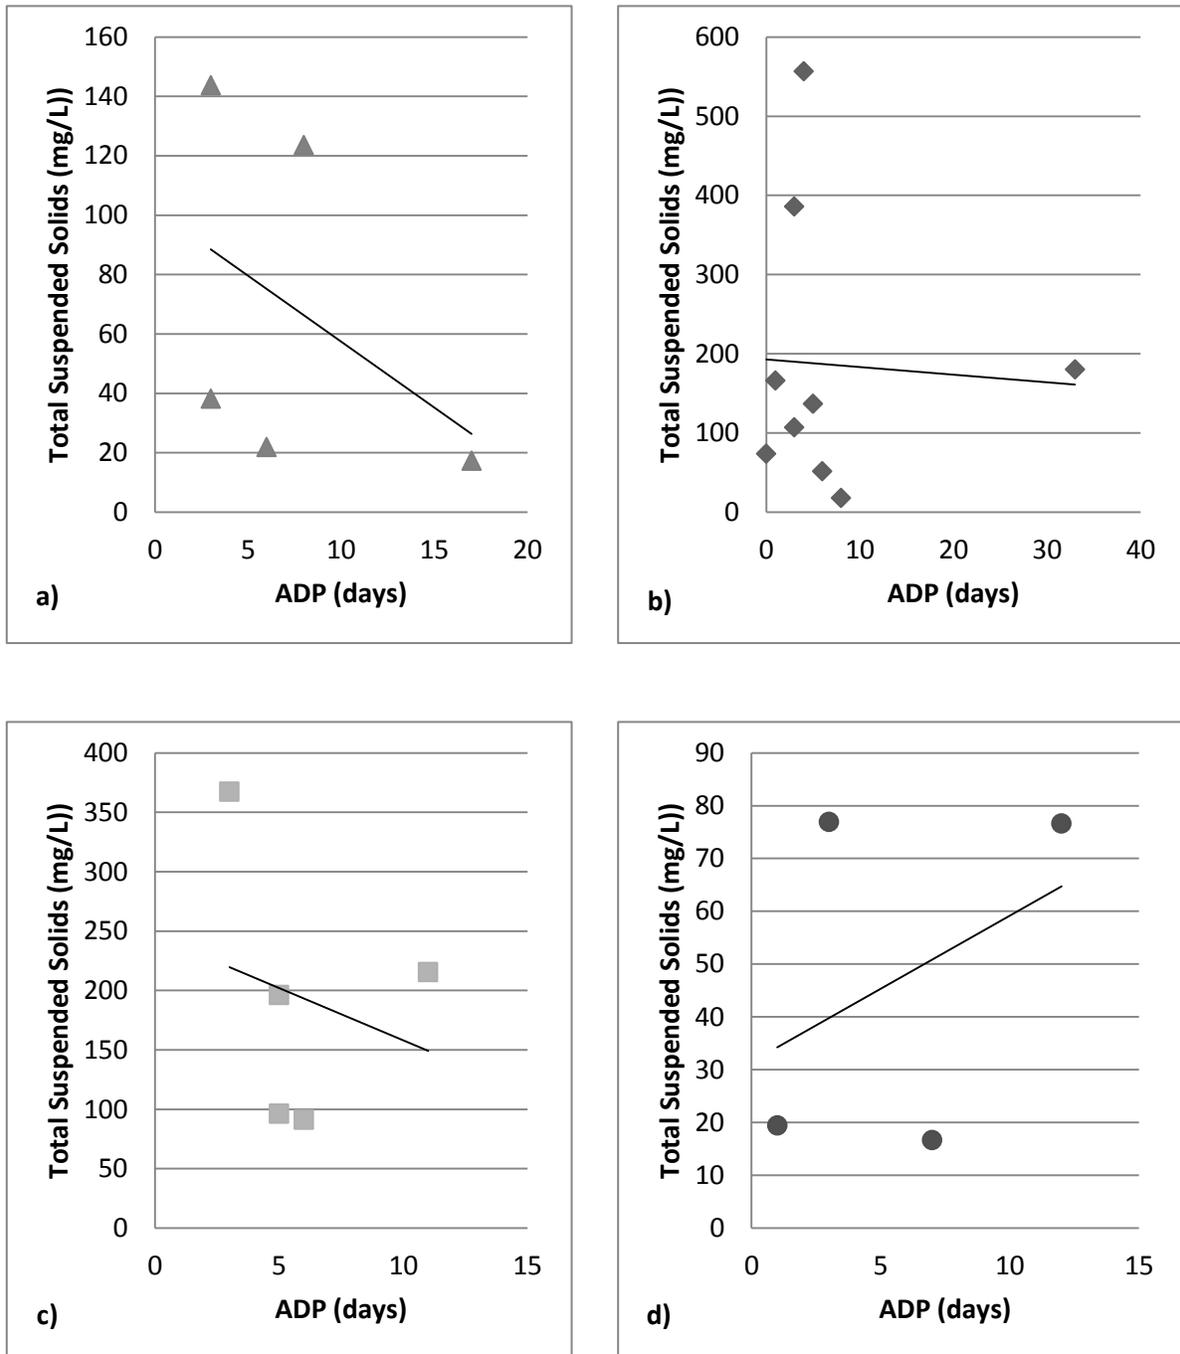 Total Suspended Solids (mg/L))
160
140
120
100
80
60
40
20
0
0 5 10 15 20
ADP (days)
a)
Total Suspended Solids (mg/L))
600
500
400
300
200
100
0
0 10 20 30 40
ADP (days)
b)
Total Suspended Solids (mg/L))
400
350
300
250
200
150
100
50
0
0 5 10 15
ADP (days)
c)
Total Suspended Solids (mg/L))
90
80
70
60
50
40
30
20
10
0
0 5 10 15
ADP (days)
d)